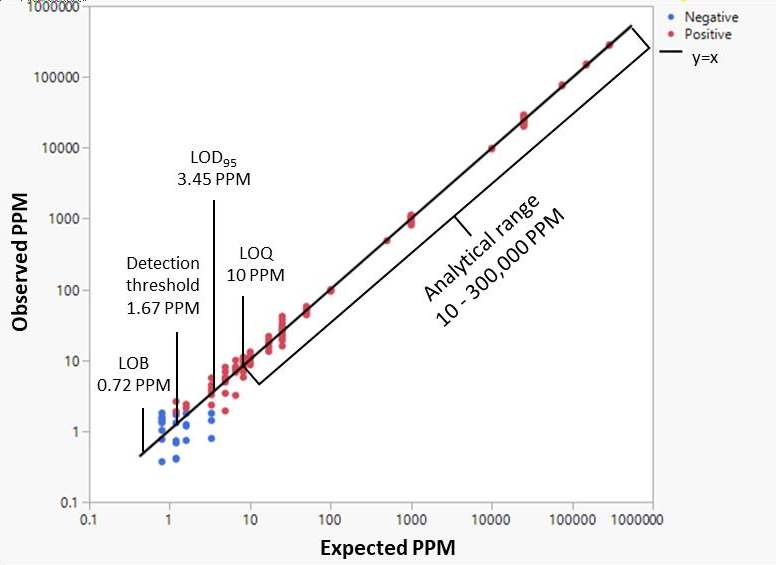 Negative
Positive
y=x
1000000
100000
10000
1000
100
10
1
0.1
Observed PPM
LOD95
3.45 PPM
Detection
threshold
1.67 PPM
LOQ
10 PPM
LOB
0.72 PPM
Analytical range
10 - 300,000 PPM
0.1
1
10
100
1000
10000
100000
1000000
Expected PPM